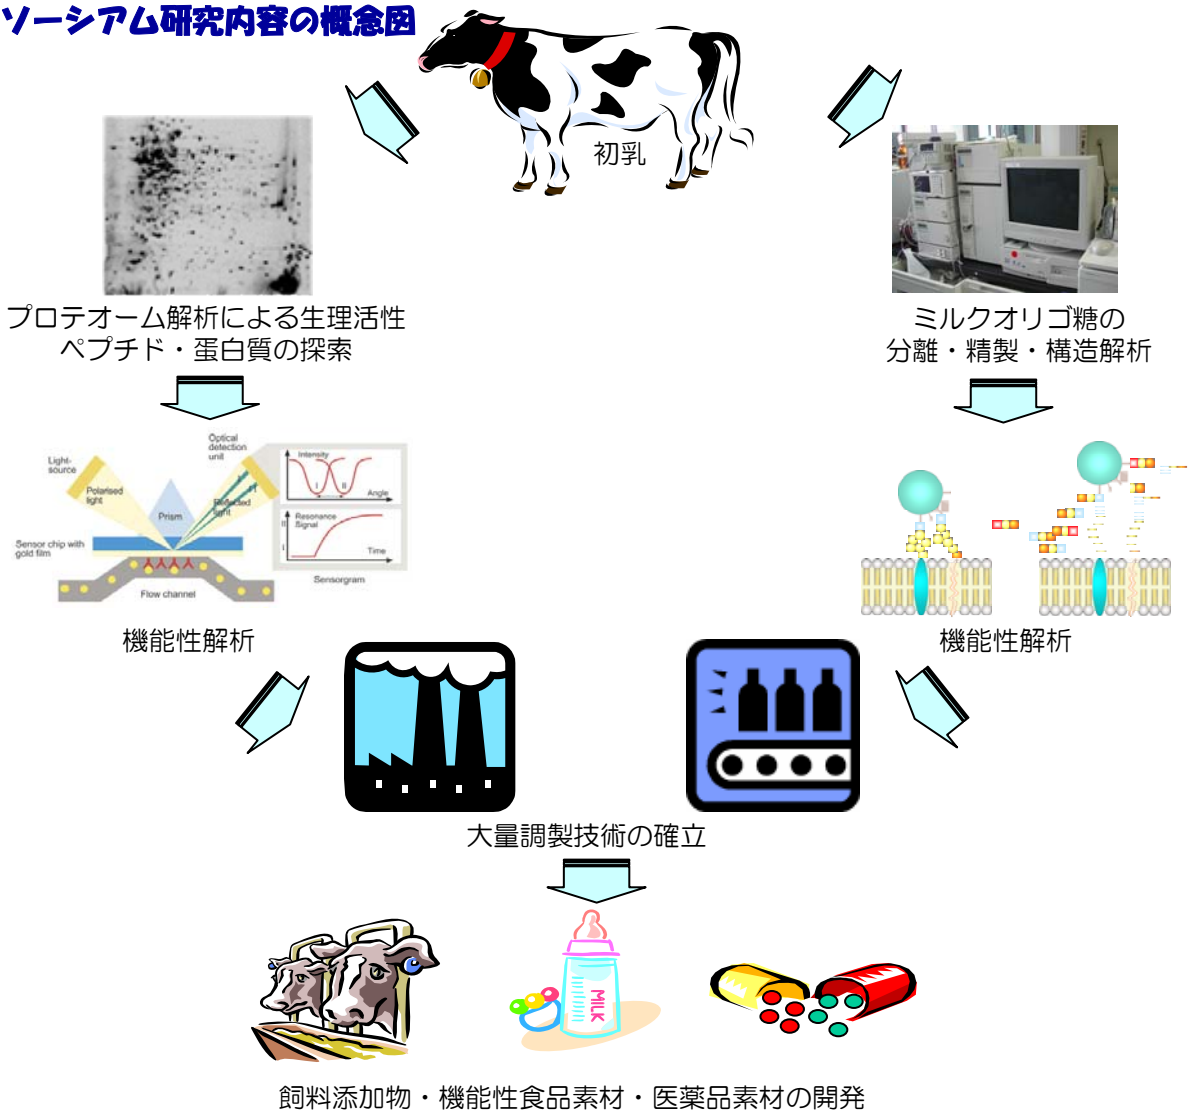 ソーシアム研究内容の概念図
初乳
プロテオーム解析による生理活性
ペプチド・蛋白質の探索
ミルクオリゴ糖の
分離・精製・構造解析
Light-
source
Polarised
light
Prism
Optical
detection
unit
Reflected
light
Sensor chip with
gold film
Flow channel
Intensity
I
II
Angle
Resonance
Signal
II
I
Time
Sensorgram
機能性解析
機能性解析
大量調製技術の確立
MILK
飼料添加物・機能性食品素材・医薬品素材の開発